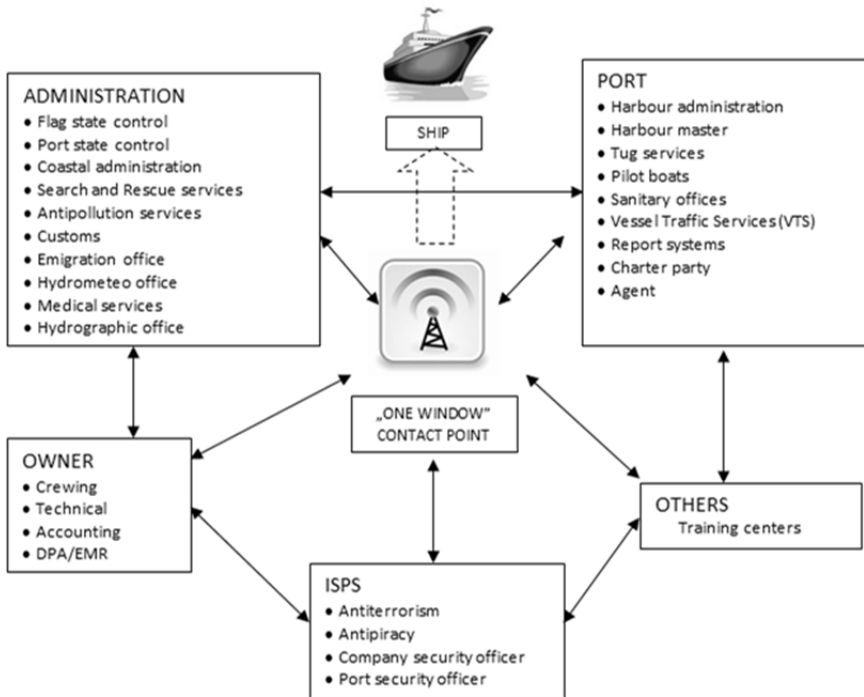 SHIP
ADMINISTRATION
● Flag state control
● Port state control
● Coastal administration
● Search and Rescue services
● Antipollution services
● Customs
● Emigration office
● Hydrometeo office
● Medical services
● Hydrographic office
PORT
● Harbour administration
● Harbour master
● Tug services
● Pilot boats
● Sanitary offices
● Vessel Traffic Services (VTS)
● Report systems
● Charter party
● Agent
„ONE WINDOW”
CONTACT POINT
OWNER
● Crewing
● Technical
● Accounting
● DPA/EMR
OTHERS
Training centers
ISPS
● Antiterrorism
● Antipiracy
● Company security officer
● Port security officer